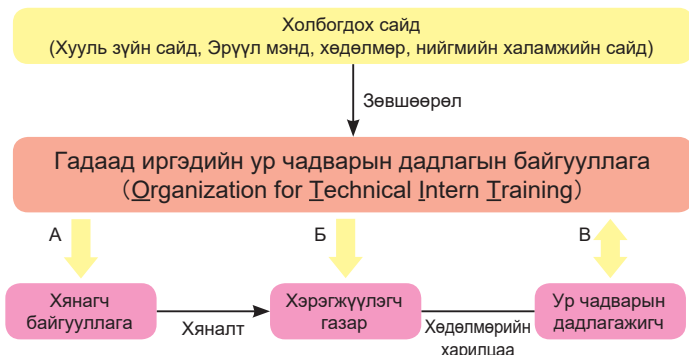 Холбогдох сайд
(Хууль зүйн сайд, Эрүүл мэнд, хөдөлмөр, нийгмийн халамжийн сайд)
Зөвшөөрөл
Гадаад иргэдийн ур чадварын дадлагын байгууллага
（Organization for Technical Intern Training）
А
Б
В
Хянагч
байгууллага
Хяналт
Хэрэгжүүлэгч
газар
Хөдөлмөрийн
харилцаа
Ур чадварын
дадлагажигч